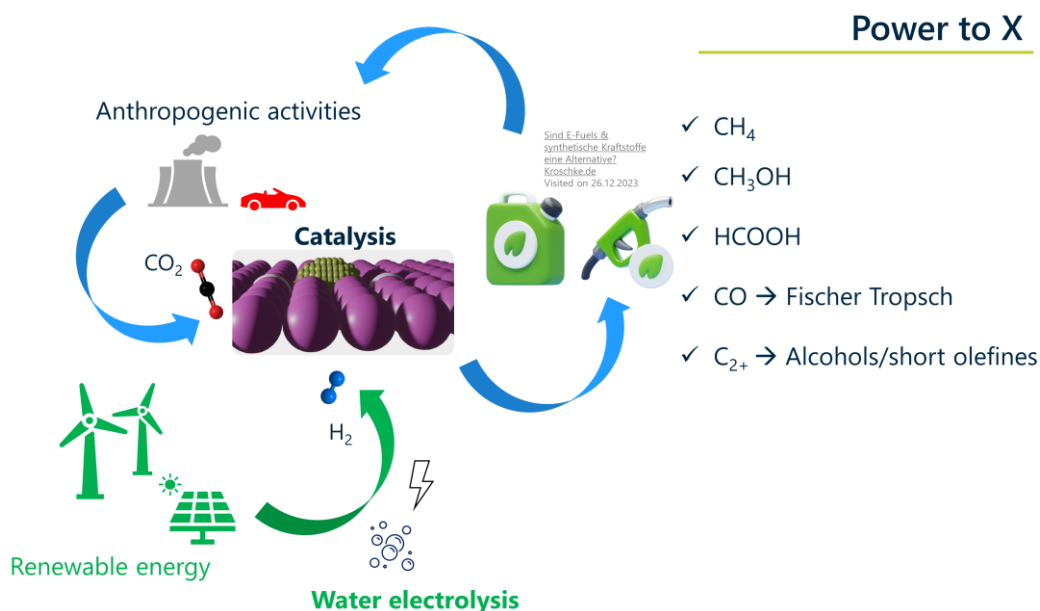 Power to X
Anthropogenic activities
Sind E-Fuels &
synthetische Kraftstoffe
eine Alternative?
Kroschke.de
Visited on 26.12.2023
✓ CH₄
✓ CH₃OH
✓ HCOOH
✓ CO → Fischer Tropsch
✓ C₂₊ → Alcohols/short olefines
Catalysis
CO₂
H₂
Renewable energy
Water electrolysis